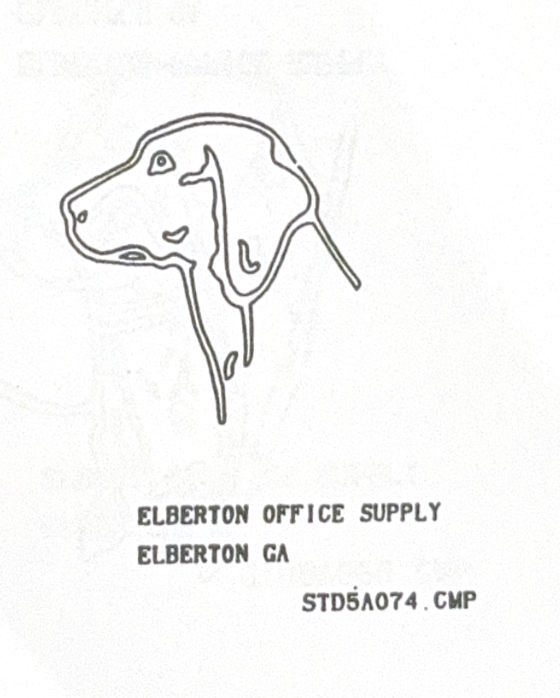 ELBERTON OFFICE SUPPLY
ELBERTON GA
STD5A074.CMP